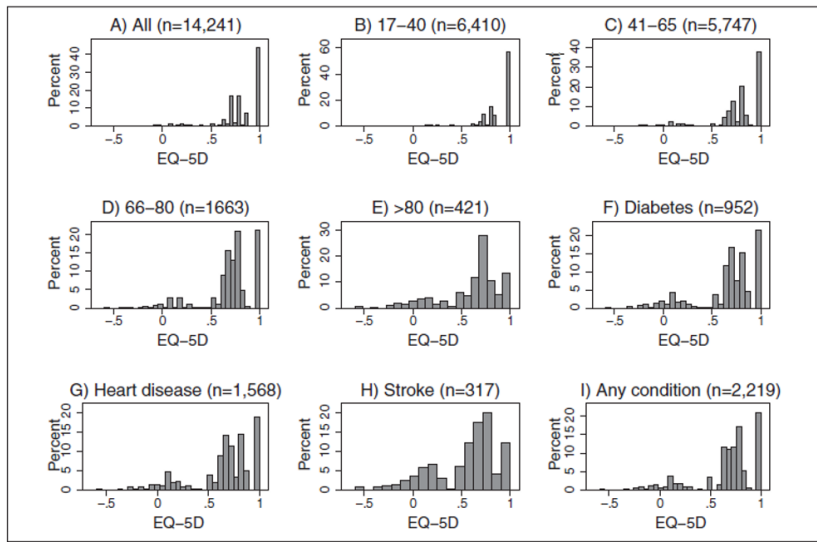 A) All (n=14,241)
Percent
0 10 20 30 40
-.5 0 .5 1
EQ-5D
B) 17-40 (n=6,410)
Percent
0 20 40 60
-.5 0 .5 1
EQ-5D
C) 41-65 (n=5,747)
Percent
0 10 20 30 40
-.5 0 .5 1
EQ-5D
D) 66-80 (n=1663)
Percent
0 5 10 15 20
-.5 0 .5 1
EQ-5D
E) >80 (n=421)
Percent
0 10 20 30
-.5 0 .5 1
EQ-5D
F) Diabetes (n=952)
Percent
0 5 10 15 20
-.5 0 .5 1
EQ-5D
G) Heart disease (n=1,568)
Percent
0 5 10 15 20
-.5 0 .5 1
EQ-5D
H) Stroke (n=317)
Percent
0 5 10 15 20
-.5 0 .5 1
EQ-5D
I) Any condition (n=2,219)
Percent
0 5 10 15 20
-.5 0 .5 1
EQ-5D